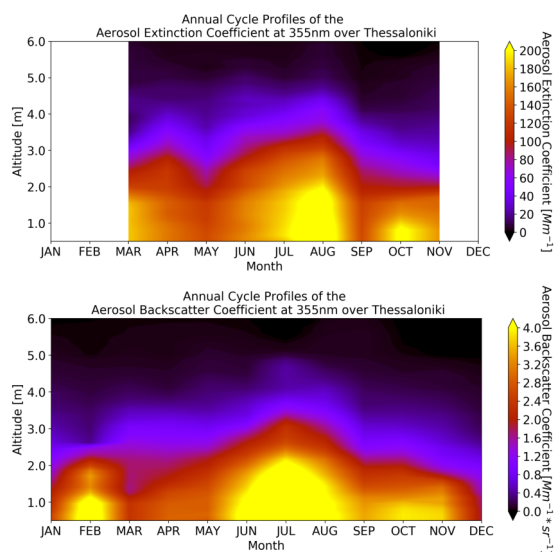 Annual Cycle Profiles of the
Aerosol Extinction Coefficient at 355nm over Thessaloniki
Altitude [m]
6.0
5.0
4.0
3.0
2.0
1.0
JAN FEB MAR APR MAY JUN JUL AUG SEP OCT NOV DEC
Month
200
180
160
140
120
100
80
60
40
20
0
Aerosol Extinction Coefficient [Mm⁻¹]
Annual Cycle Profiles of the
Aerosol Backscatter Coefficient at 355nm over Thessaloniki
Altitude [m]
6.0
5.0
4.0
3.0
2.0
1.0
JAN FEB MAR APR MAY JUN JUL AUG SEP OCT NOV DEC
Month
4.0
3.6
3.2
2.8
2.4
2.0
1.6
1.2
0.8
0.4
0.0
Aerosol Backscatter Coefficient [Mm⁻¹ * sr⁻¹]